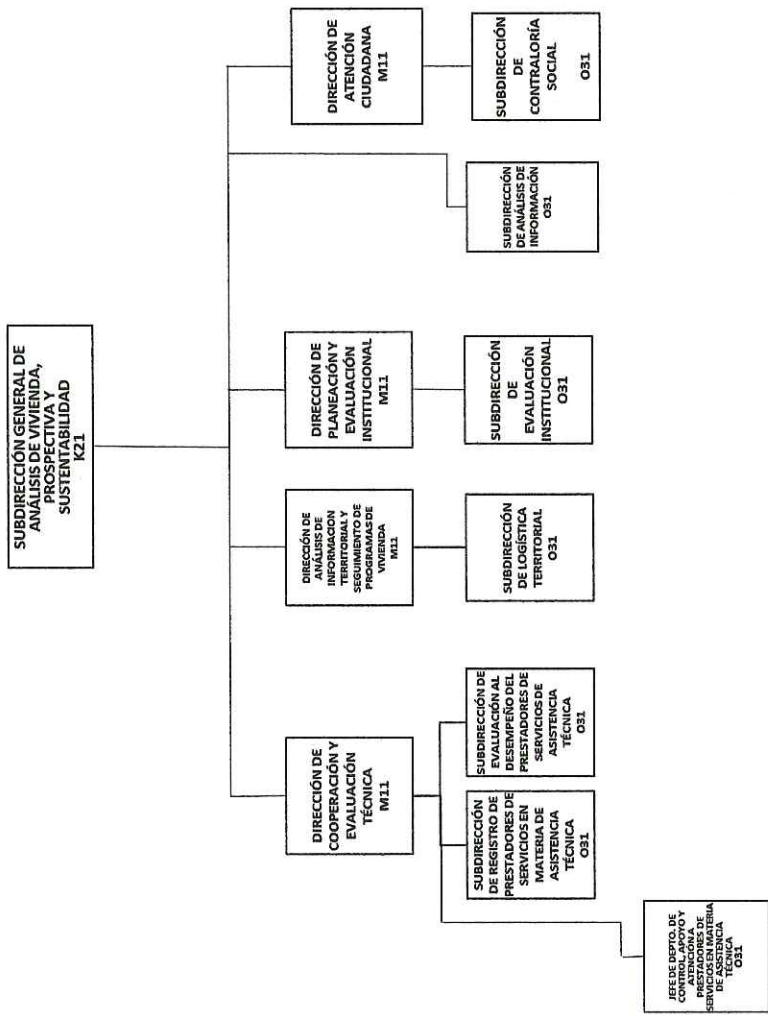 SUBDIRECCIÓN GENERAL DE
ANÁLISIS DE VIVIENDA,
PROSPECTIVA Y
SUSTENTABILIDAD
K21
DIRECCIÓN DE
COOPERACIÓN Y
EVALUACIÓN
TÉCNICA
M11
DIRECCIÓN DE
ANÁLISIS DE
INFORMACION
TERRITORIAL Y
SEGUIMIENTO DE
PROGRAMAS DE
VIVIENDA
M11
DIRECCIÓN DE
PLANEACIÓN Y
EVALUACIÓN
INSTITUCIONAL
M11
DIRECCIÓN DE
ATENCIÓN
CIUDADANA
M11
SUBDIRECCIÓN
DE REGISTRO DE
PRESTADORES DE
SERVICIOS EN
MATERIA DE
ASISTENCIA
TÉCNICA
O31
SUBDIRECCIÓN DE
EVALUACIÓN AL
DESEMPEÑO DEL
PRESTADORES DE
SERVICIOS DE
ASISTENCIA
TÉCNICA
O31
SUBDIRECCIÓN
DE LOGÍSTICA
TERRITORIAL
O31
SUBDIRECCIÓN
DE
EVALUACIÓN
INSTITUCIONAL
O31
SUBDIRECCIÓN
DE ANÁLISIS DE
INFORMACIÓN
O31
SUBDIRECCIÓN
DE
CONTRALORÍA
SOCIAL
O31
JEFE DE DEPTO. DE
CONTROL, APOYO Y
ATENCIÓN A
PRESTADORES DE
SERVICIOS EN MATERIA
DE ASISTENCIA
TÉCNICA
O31